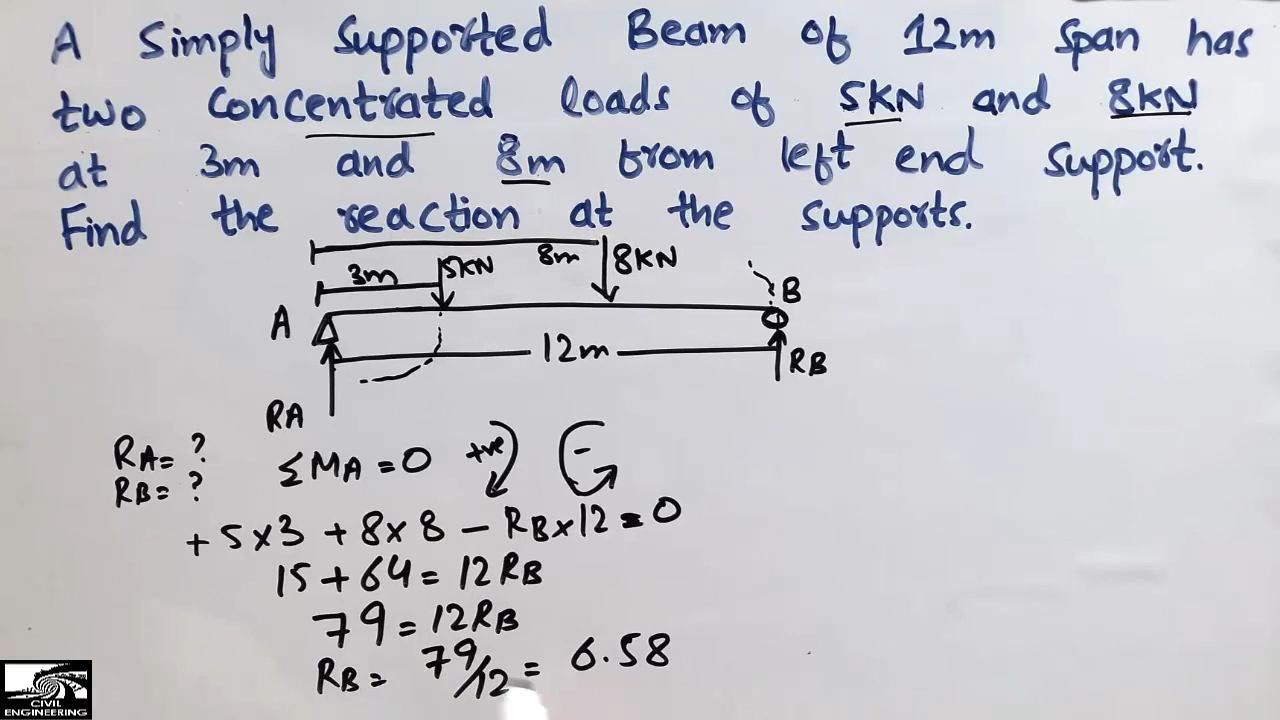 A Simply Supported Beam of 12m Span has
two Concentrated loads of 5KN and 8KN
at 3m and 8m from left end support.
Find the reaction at the supports.
3m 5KN 8m 8KN
A B
12m
RA RB
RA = ?
RB = ?
ΣMA = 0 +ve -
+ 5×3 + 8×8 - RB×12 = 0
15 + 64 = 12RB
79 = 12RB
RB = 79/12 = 6.58
CIVIL
ENGINEERING